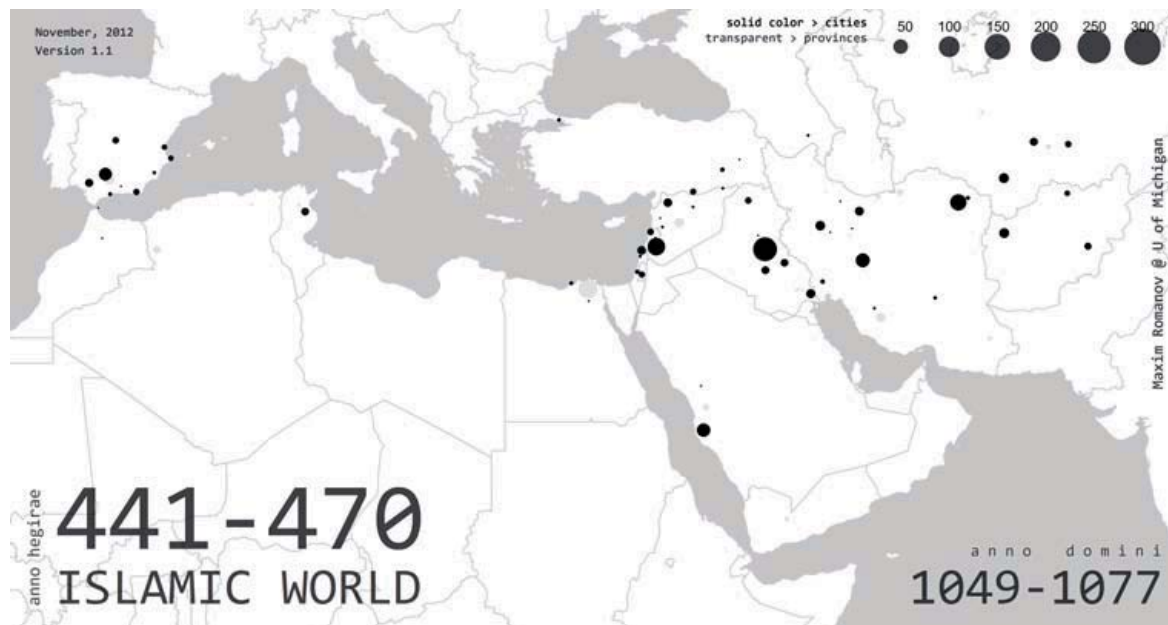 November, 2012
Version 1.1
solid color > cities
transparent > provinces
50 100 150 200 250 300
Maxim Romanov @ U of Michigan
anno hegirae
441-470
ISLAMIC WORLD
anno domini
1049-1077